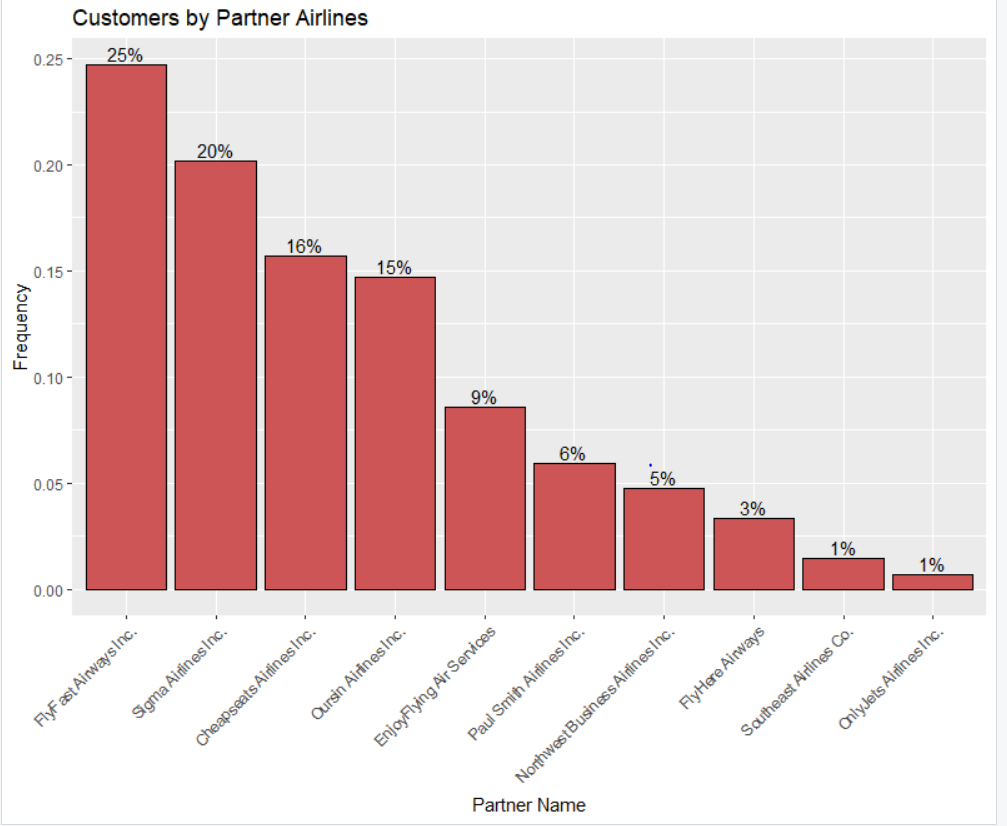 Customers by Partner Airlines
25%
20%
16%
15%
9%
6%
5%
3%
1%
1%
0.25
0.20
0.15
0.10
0.05
0.00
Frequency
FlyFast Airways Inc.
Sigma Airlines Inc.
Cheapseats Airlines Inc.
Oursin Airlines Inc.
EnjoyFlying Air Services
Paul Smith Airlines Inc.
Northwest Business Airlines Inc.
FlyHere Airways
Southeast Airlines Co.
OnlyJets Airlines Inc.
Partner Name